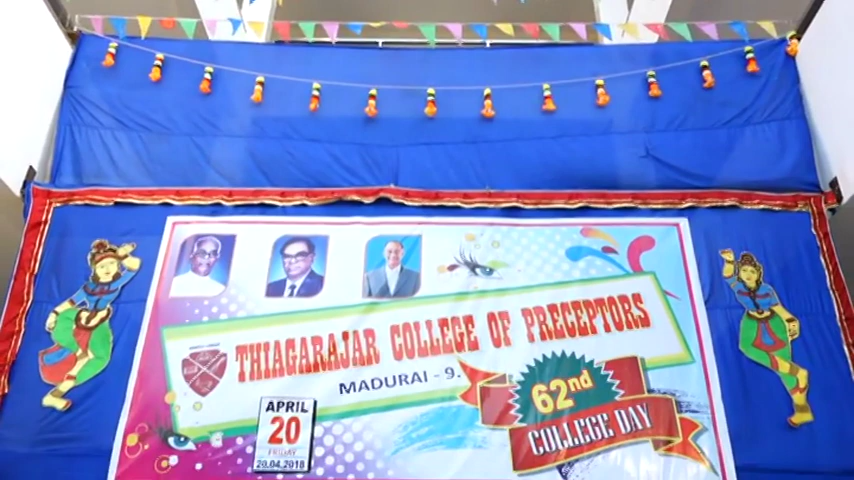 THIAGARAJAR COLLEGE OF PRECEPTORS
MADURAI - 9.
APRIL
20
FRIDAY
20.04.2018
62nd
COLLEGE DAY